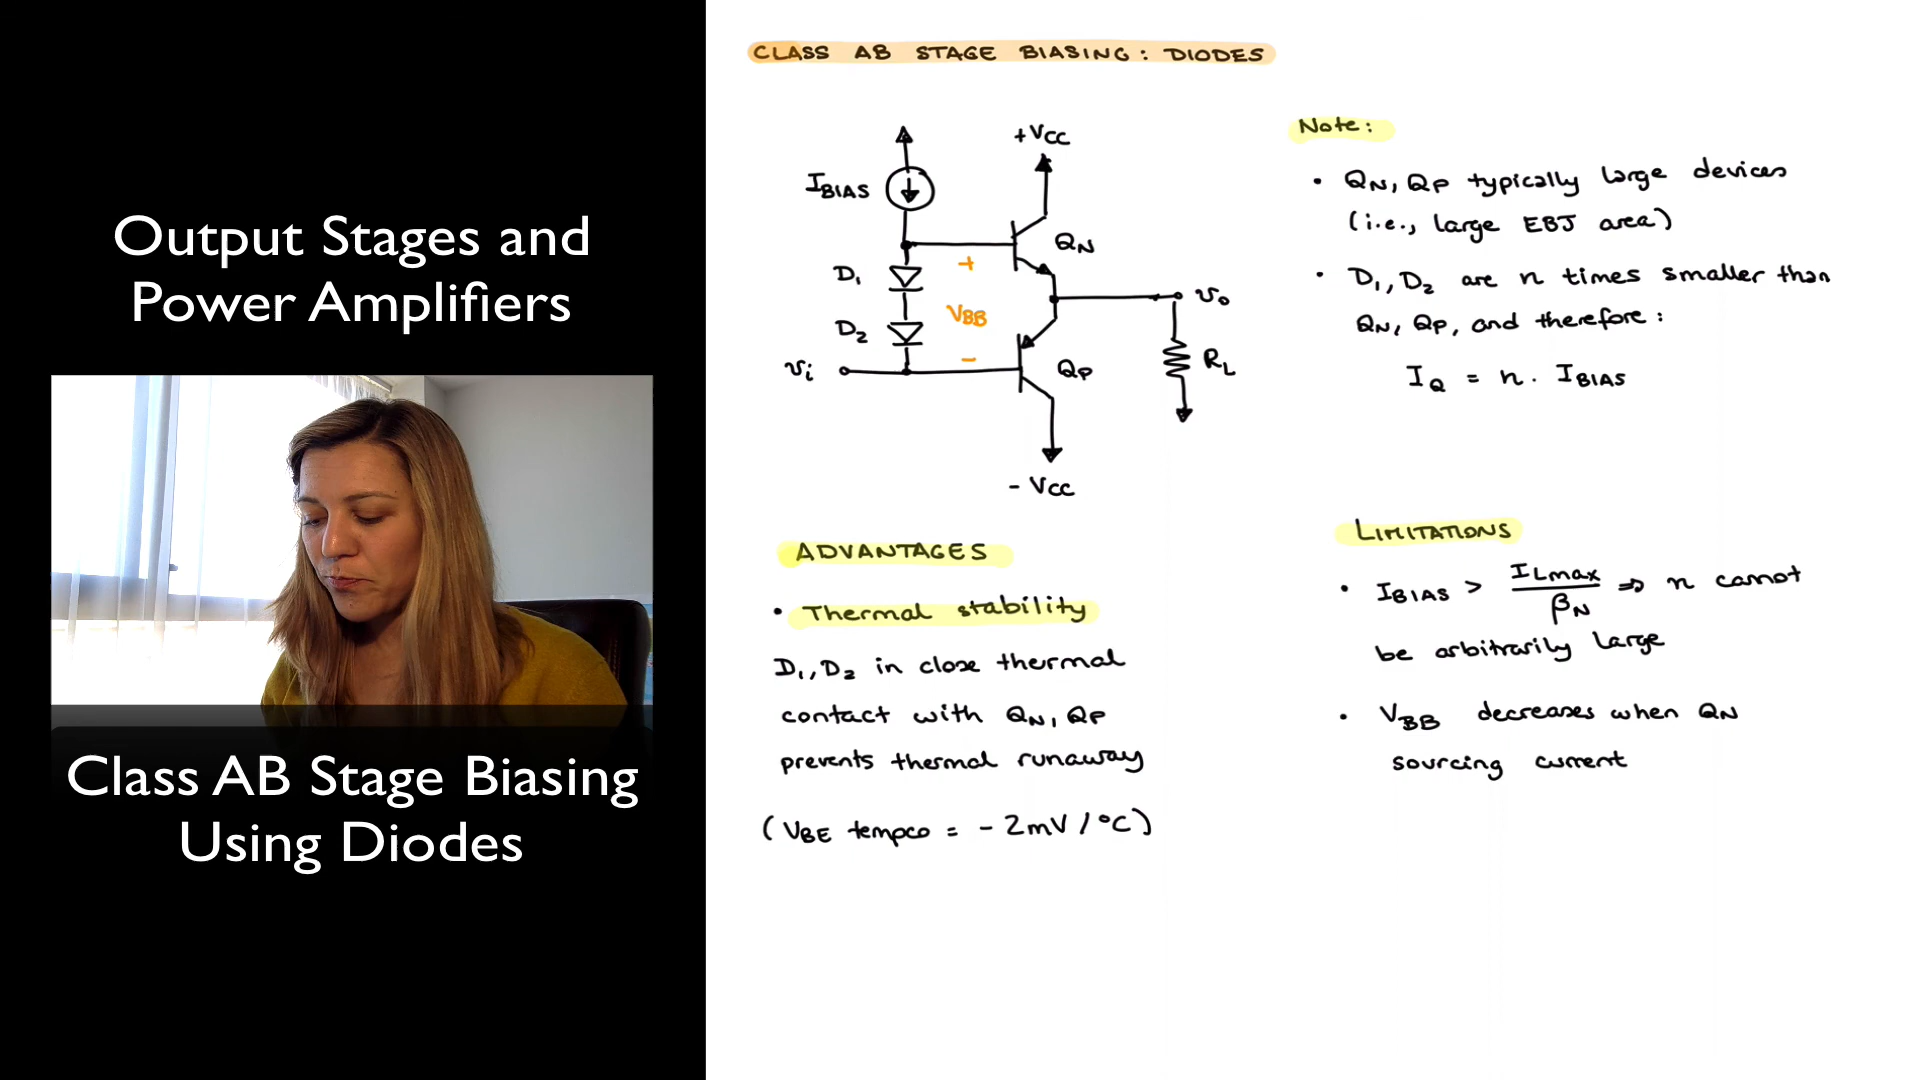 Output Stages and
Power Amplifiers
Class AB Stage Biasing
Using Diodes
CLASS AB STAGE BIASING: DIODES
+VCC
IBIAS
QN
D1
+
VBB
vo
D2
-
vi
QP
RL
- VCC
Note:
• QN, QP typically large devices
(i.e., large EBJ area)
• D1, D2 are n times smaller than
QN, QP, and therefore:
IQ = n · IBIAS
ADVANTAGES
• Thermal stability
D1, D2 in close thermal
contact with QN, QP
prevents thermal runaway
(VBE tempco = -2mV/°C)
LIMITATIONS
• IBIAS > ILmax / βN ⇒ n cannot
be arbitrarily large
• VBB decreases when QN
sourcing current